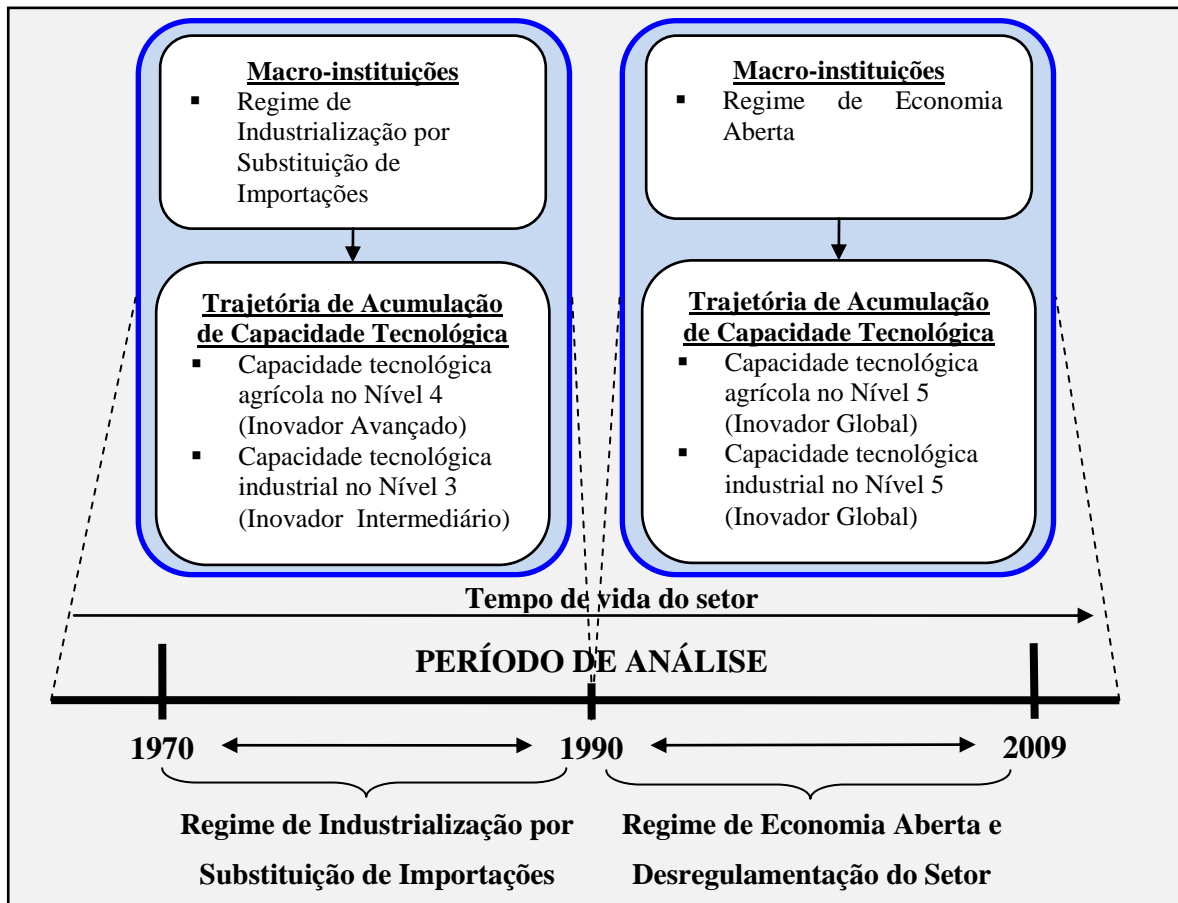 Macro-instituições
▪ Regime de
Industrialização por
Substituição de
Importações
Trajetória de Acumulação
de Capacidade Tecnológica
▪ Capacidade tecnológica
agrícola no Nível 4
(Inovador Avançado)
▪ Capacidade tecnológica
industrial no Nível 3
(Inovador Intermediário)
Macro-instituições
▪ Regime de Economia
Aberta
Trajetória de Acumulação
de Capacidade Tecnológica
▪ Capacidade tecnológica
agrícola no Nível 5
(Inovador Global)
▪ Capacidade tecnológica
industrial no Nível 5
(Inovador Global)
Tempo de vida do setor
PERÍODO DE ANÁLISE
1970 1990 2009
Regime de Industrialização por
Substituição de Importações
Regime de Economia Aberta e
Desregulamentação do Setor